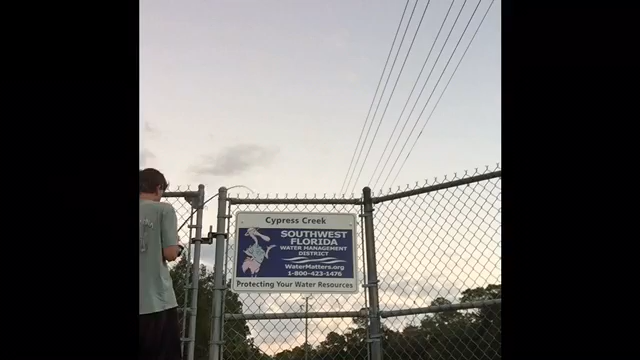 Cypress Creek
SOUTHWEST
FLORIDA
WATER MANAGEMENT
DISTRICT
WaterMatters.org
1-800-423-1476
Protecting Your Water Resources